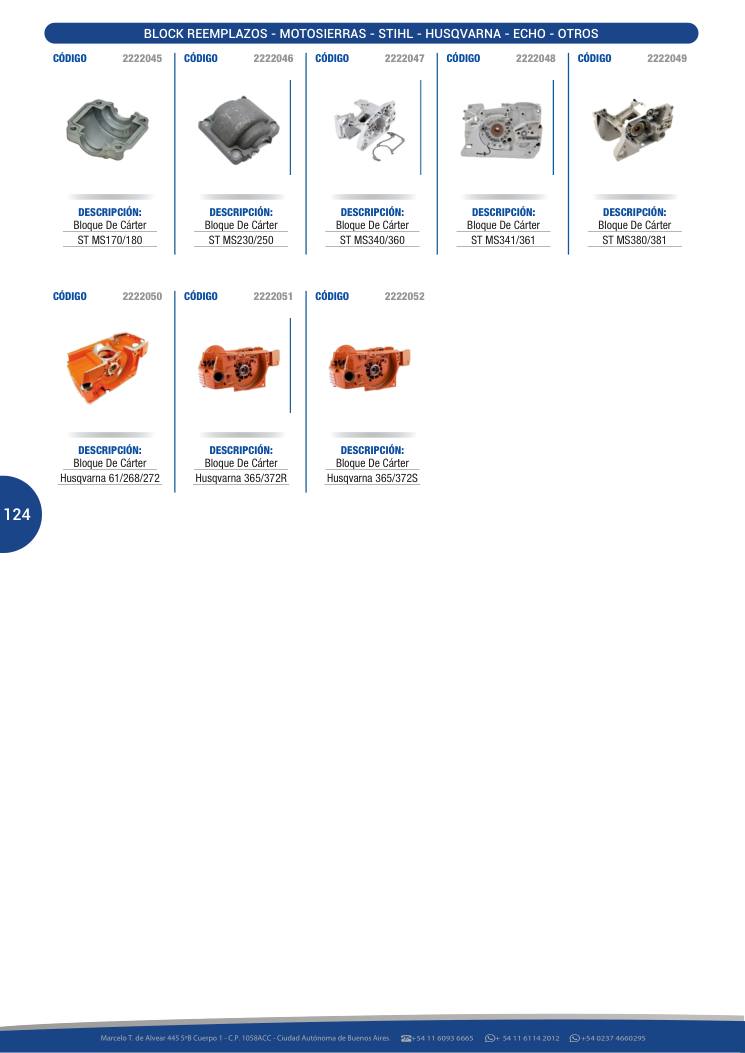 BLOCK REEMPLAZOS - MOTOSIERRAS - STIHL - HUSQVARNA - ECHO - OTROS
CÓDIGO 2222045
DESCRIPCIÓN:
Bloque De Cárter
ST MS170/180
CÓDIGO 2222046
DESCRIPCIÓN:
Bloque De Cárter
ST MS230/250
CÓDIGO 2222047
DESCRIPCIÓN:
Bloque De Cárter
ST MS340/360
CÓDIGO 2222048
DESCRIPCIÓN:
Bloque De Cárter
ST MS341/361
CÓDIGO 2222049
DESCRIPCIÓN:
Bloque De Cárter
ST MS380/381
CÓDIGO 2222050
DESCRIPCIÓN:
Bloque De Cárter
Husqvarna 61/268/272
CÓDIGO 2222051
DESCRIPCIÓN:
Bloque De Cárter
Husqvarna 365/372R
CÓDIGO 2222052
DESCRIPCIÓN:
Bloque De Cárter
Husqvarna 365/372S
124
Marcelo T. de Alvear 445 5ºB Cuerpo 1 - C.P. 1058ACC - Ciudad Autónoma de Buenos Aires. +54 11 6093 6665 + 54 11 6114 2012 +54 0237 4660295